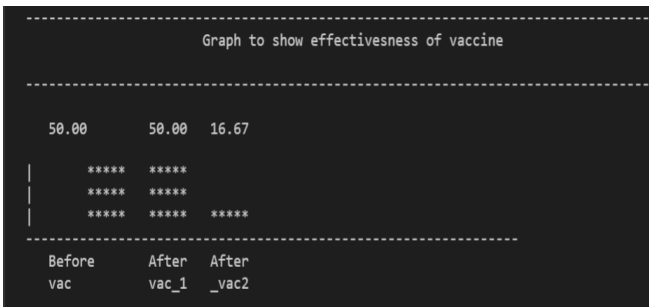 --------------------------------------------------------------------------------
Graph to show effectivesness of vaccine
--------------------------------------------------------------------------------
50.00 50.00 16.67
| ***** *****
| ***** *****
| ***** ***** *****
----------------------------------------------------------------
Before After After
vac vac_1 _vac2